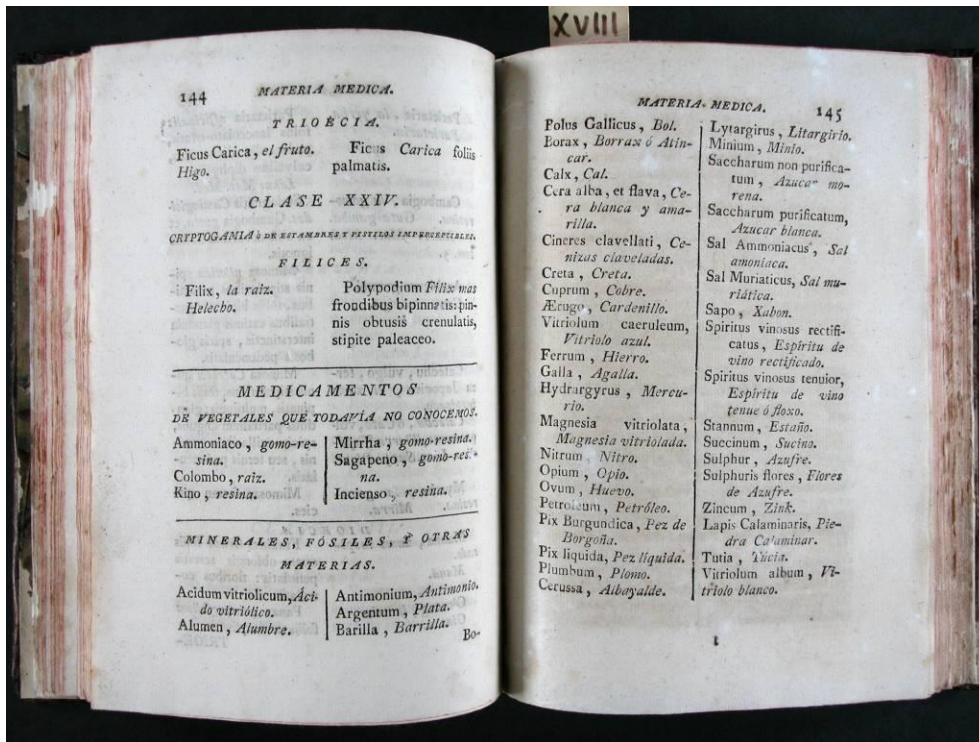 XVIII
144 MATERIA MEDICA.
TRIOECIA.
Ficus Carica, el fruto.
Higo.
Ficus Carica foliis
palmatis.
CLASE XXIV.
CRYPTOGAMIA ò DE ESTAMBRES Y PISTILOS IMPERCEPTIBLES.
FILICES.
Filix, la raiz.
Helecho.
Polypodium Filix mas
frondibus bipinnatis: pin-
nis obtusis crenulatis,
stipite paleaceo.
MEDICAMENTOS
DE VEGETALES QUE TODAVÍA NO CONOCEMOS.
Ammoniaco, gomo-re-
sina.
Colombo, raiz.
Kino, resina.
Mirrha, gomo-resina.
Sagapeno, gomo-resi-
na.
Incienso, resina.
MINERALES, FÓSILES, Y OTRAS
MATERIAS.
Acidum vitriolicum, Áci-
do vitriólico.
Alumen, Alumbre.
Antimonium, Antimonio.
Argentum, Plata.
Barilla, Barrilla.
Bo-
MATERIA MEDICA. 145
Bolus Gallicus, Bol.
Borax, Borrax ó Atin-
car.
Calx, Cal.
Cera alba, et flava, Ce-
ra blanca y ama-
rilla.
Cineres clavellati, Ce-
nizas claveladas.
Creta, Creta.
Cuprum, Cobre.
Ærugo, Cardenillo.
Vitriolum caeruleum,
Vitriolo azul.
Ferrum, Hierro.
Galla, Agalla.
Hydrargyrus, Mercu-
rio.
Magnesia vitriolata,
Magnesia vitriolada.
Nitrum, Nitro.
Opium, Opio.
Ovum, Huevo.
Petroleum, Petróleo.
Pix Burgundica, Pez de
Borgoña.
Pix liquida, Pez líquida.
Plumbum, Plomo.
Cerussa, Albayalde.
Lytargirus, Litargirio.
Minium, Minio.
Saccharum non purifica-
tum, Azucar mo-
rena.
Saccharum purificatum,
Azucar blanca.
Sal Ammoniacus, Sal
amoniaca.
Sal Muriaticus, Sal mu-
riática.
Sapo, Xabon.
Spiritus vinosus rectifi-
catus, Espíritu de
vino rectificado.
Spiritus vinosus tenuior,
Espíritu de vino
tenue ó floxo.
Stannum, Estaño.
Succinum, Sucino.
Sulphur, Azufre.
Sulphuris flores, Flores
de Azufre.
Zincum, Zink.
Lapis Calaminaris, Pie-
dra Calaminar.
Tutia, Túcia.
Vitriolum album, Vi-
triolo blanco.